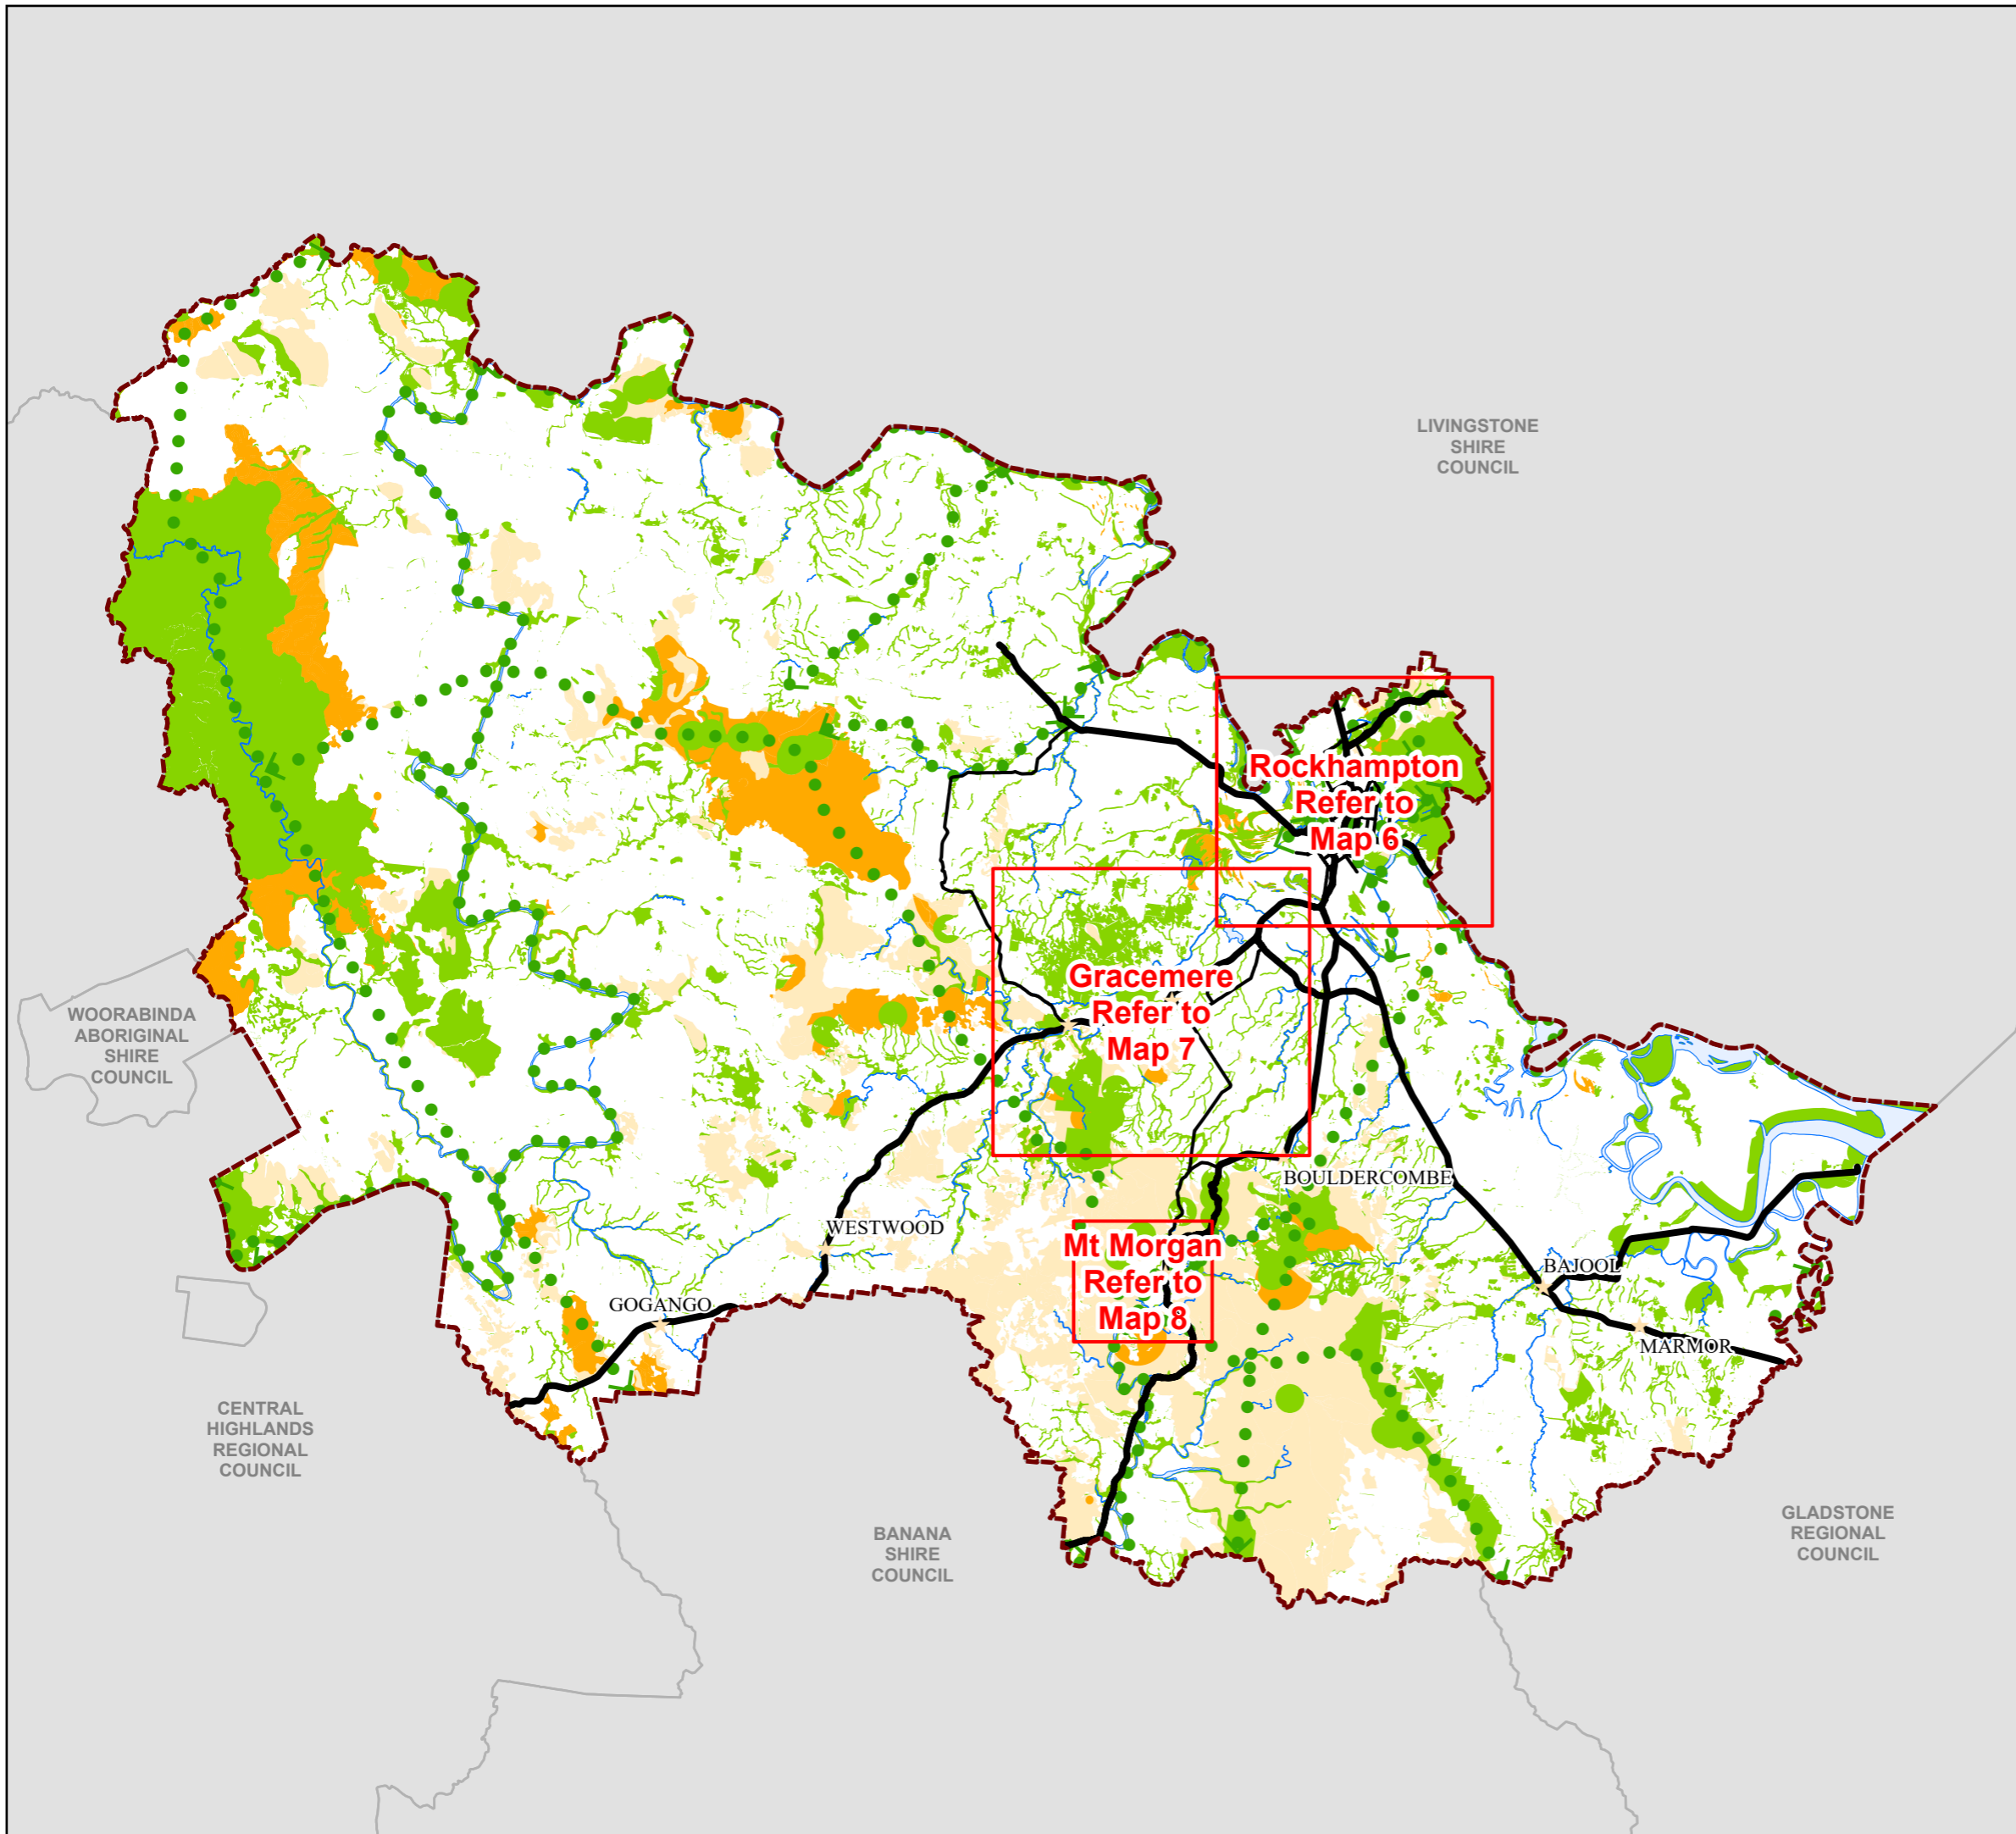 LIVINGSTONE
SHIRE
COUNCIL
Rockhampton
Refer to
Map 6
Gracemere
Refer to
Map 7
WOORABINDA
ABORIGINAL
SHIRE
COUNCIL
BOULDERCOMBE
WESTWOOD
Mt Morgan
Refer to
Map 8
BAJOOL
GOGANGO
MARMOR
CENTRAL
HIGHLANDS
REGIONAL
COUNCIL
BANANA
SHIRE
COUNCIL
GLADSTONE
REGIONAL
COUNCIL